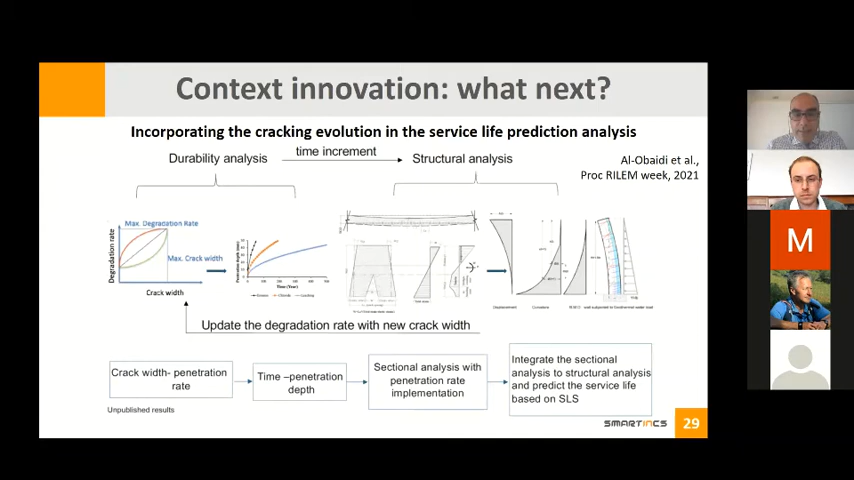 Context innovation: what next?
Incorporating the cracking evolution in the service life prediction analysis
Durability analysis
time increment
Structural analysis
Al-Obaidi et al.,
Proc RILEM week, 2021
Max. Degradation Rate
Max. Crack width
Degradation rate
Crack width
Time (Year)
Update the degradation rate with new crack width
Crack width- penetration
rate
Time –penetration
depth
Sectional analysis with
penetration rate
implementation
Integrate the sectional
analysis to structural analysis
and predict the service life
based on SLS
Unpublished results
SMARTINCS
29
M